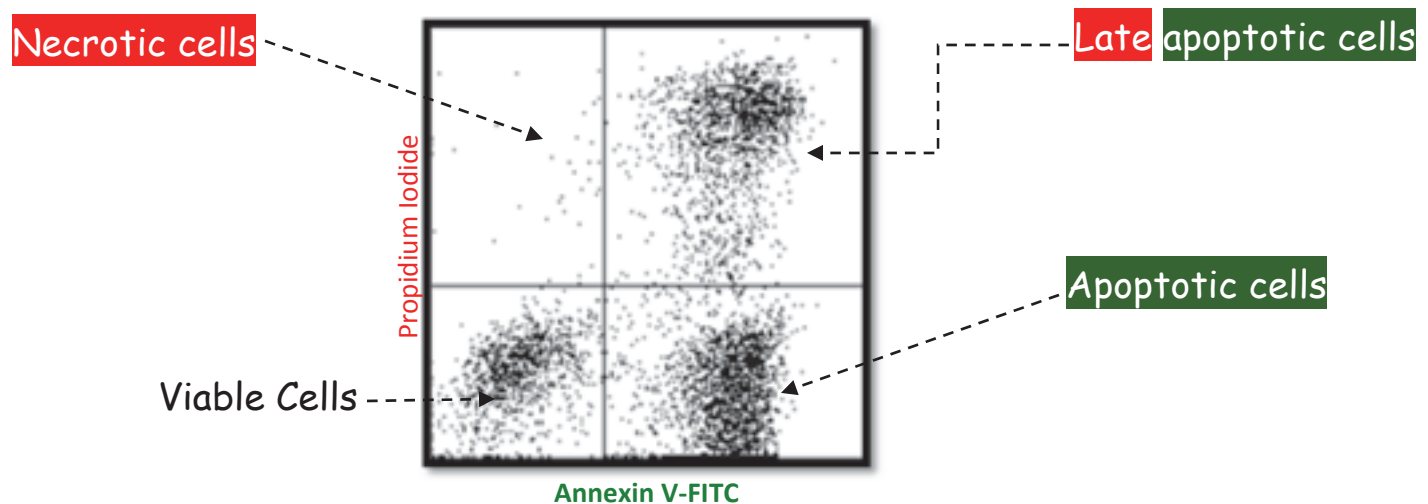 Necrotic cells
Late apoptotic cells
Propidium Iodide
Apoptotic cells
Viable Cells
Annexin V-FITC